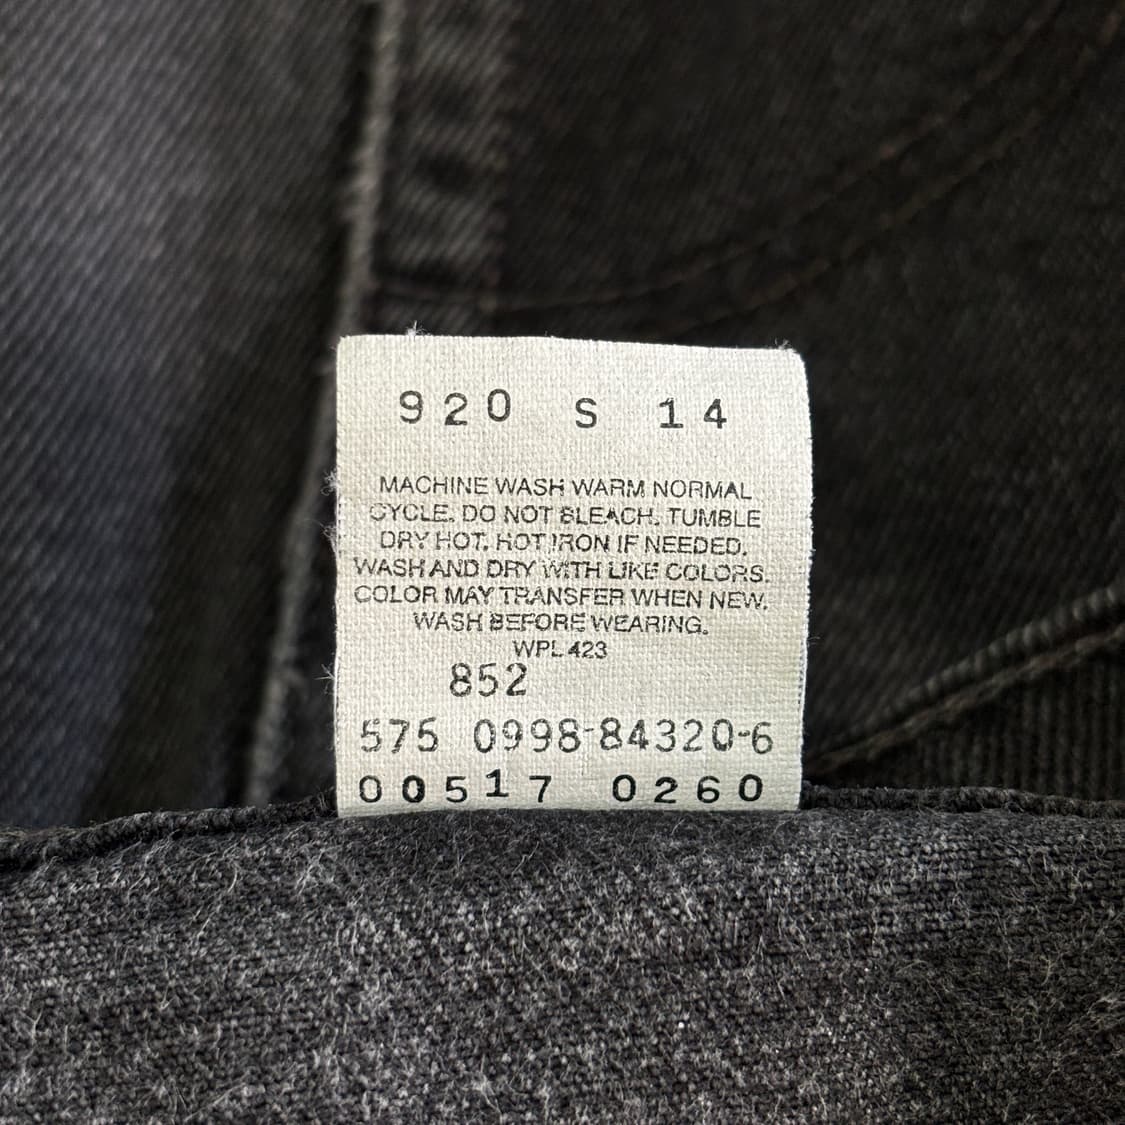 920 S 14
MACHINE WASH WARM NORMAL
CYCLE. DO NOT BLEACH. TUMBLE
DRY HOT. HOT IRON IF NEEDED.
WASH AND DRY WITH LIKE COLORS.
COLOR MAY TRANSFER WHEN NEW.
WASH BEFORE WEARING.
WPL 423
852
575 0998-84320-6
00517 0260